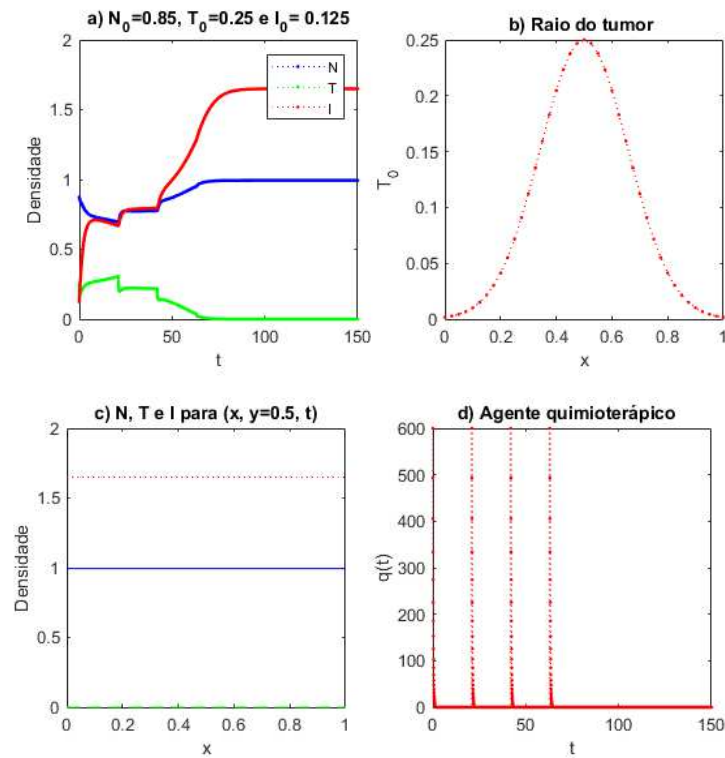 a) N₀=0.85, T₀=0.25 e I₀= 0.125
2
1.5
1
0.5
0
Densidade
0
50
100
150
t
N
T
I
b) Raio do tumor
0.25
0.2
0.15
0.1
0.05
0
T₀
0
0.2
0.4
0.6
0.8
1
x
c) N, T e I para (x, y=0.5, t)
2
1.5
1
0.5
0
Densidade
0
0.2
0.4
0.6
0.8
1
x
d) Agente quimioterápico
600
500
400
300
200
100
0
q(t)
0
50
100
150
t